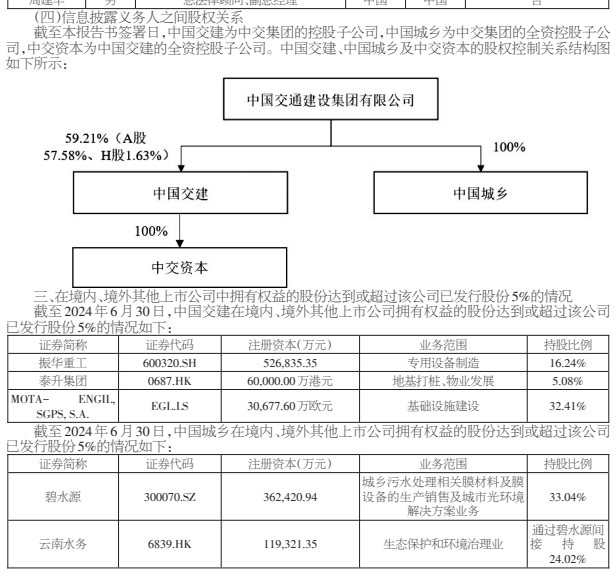 (四)信息披露义务人之间股权关系
截至本报告书签署日,中国交建为中交集团的控股子公司,中国城乡为中交集团的全资控股子公
司,中交资本为中国交建的全资控股子公司。中国交建、中国城乡及中交资本的股权控制关系结构图
如下所示:
中国交通建设集团有限公司
59.21%(A股
57.58%、H股1.63%)
100%
中国交建
中国城乡
100%
中交资本
三、在境内、境外其他上市公司中拥有权益的股份达到或超过该公司已发行股份5%的情况
截至2024年6月30日,中国交建在境内、境外其他上市公司拥有权益的股份达到或超过该公司
已发行股份5%的情况如下:
证券简称 证券代码 注册资本(万元) 业务范围 持股比例
振华重工 600320.SH 526,835.35 专用设备制造 16.24%
泰升集团 0687.HK 60,000.00万港元 地基打桩、物业发展 5.08%
MOTA- ENGIL,
SGPS, S.A.
EGL.LS 30,677.60万欧元 基础设施建设 32.41%
截至2024年6月30日,中国城乡在境内、境外其他上市公司拥有权益的股份达到或超过该公司
已发行股份5%的情况如下:
证券简称 证券代码 注册资本(万元) 业务范围 持股比例
碧水源 300070.SZ 362,420.94
城乡污水处理相关膜材料及膜
设备的生产销售及城市光环境
解决方案业务
33.04%
云南水务 6839.HK 119,321.35 生态保护和环境治理业
通过碧水源间
接持股
24.02%